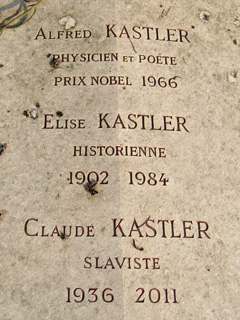 Alfred KASTLER
PHYSICIEN ET POÈTE
PRIX NOBEL 1966
Elise KASTLER
HISTORIENNE
1902 1984
Claude KASTLER
SLAVISTE
1936 2011